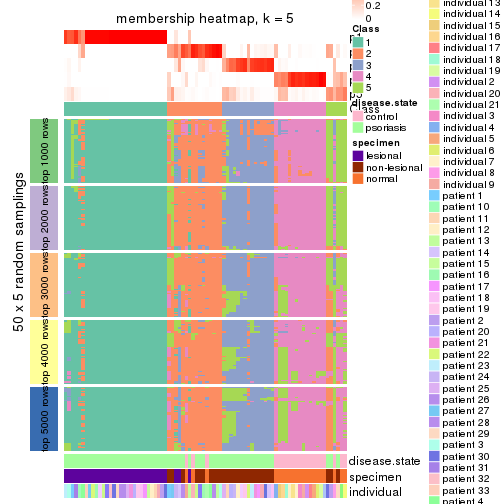 membership heatmap, k = 5
0.2
0
Class
1
2
3
4
5
disease.state
control
psoriasis
specimen
lesional
non-lesional
normal
Class
50 x 5 random samplings
top 1000 rows
top 2000 rows
top 3000 rows
top 4000 rows
top 5000 rows
disease.state
specimen
individual
individual 13
individual 14
individual 15
individual 16
individual 17
individual 18
individual 19
individual 2
individual 20
individual 21
individual 3
individual 4
individual 5
individual 6
individual 7
individual 8
individual 9
patient 1
patient 10
patient 11
patient 12
patient 13
patient 14
patient 15
patient 16
patient 17
patient 18
patient 19
patient 2
patient 20
patient 21
patient 22
patient 23
patient 24
patient 25
patient 26
patient 27
patient 28
patient 29
patient 3
patient 30
patient 31
patient 32
patient 33
patient 4